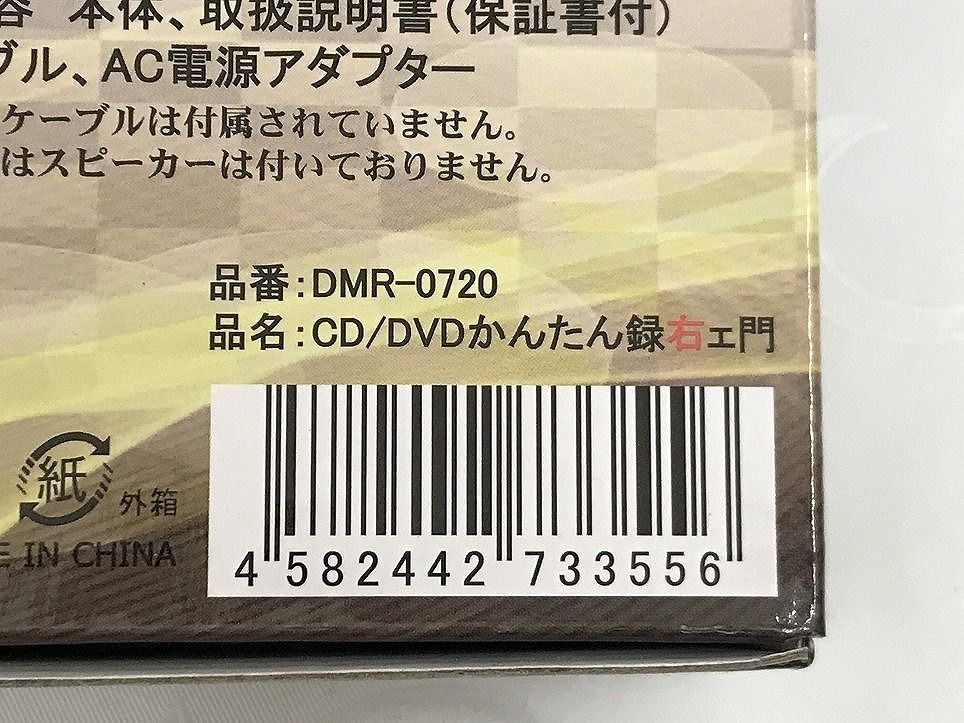 容 本体、取扱説明書（保証書付）
ブル、AC電源アダプター
ケーブルは付属されていません。
はスピーカーは付いておりません。
品番：DMR-0720
品名：CD/DVDかんたん録右ェ門
紙 外箱
E IN CHINA
4 582442 733556